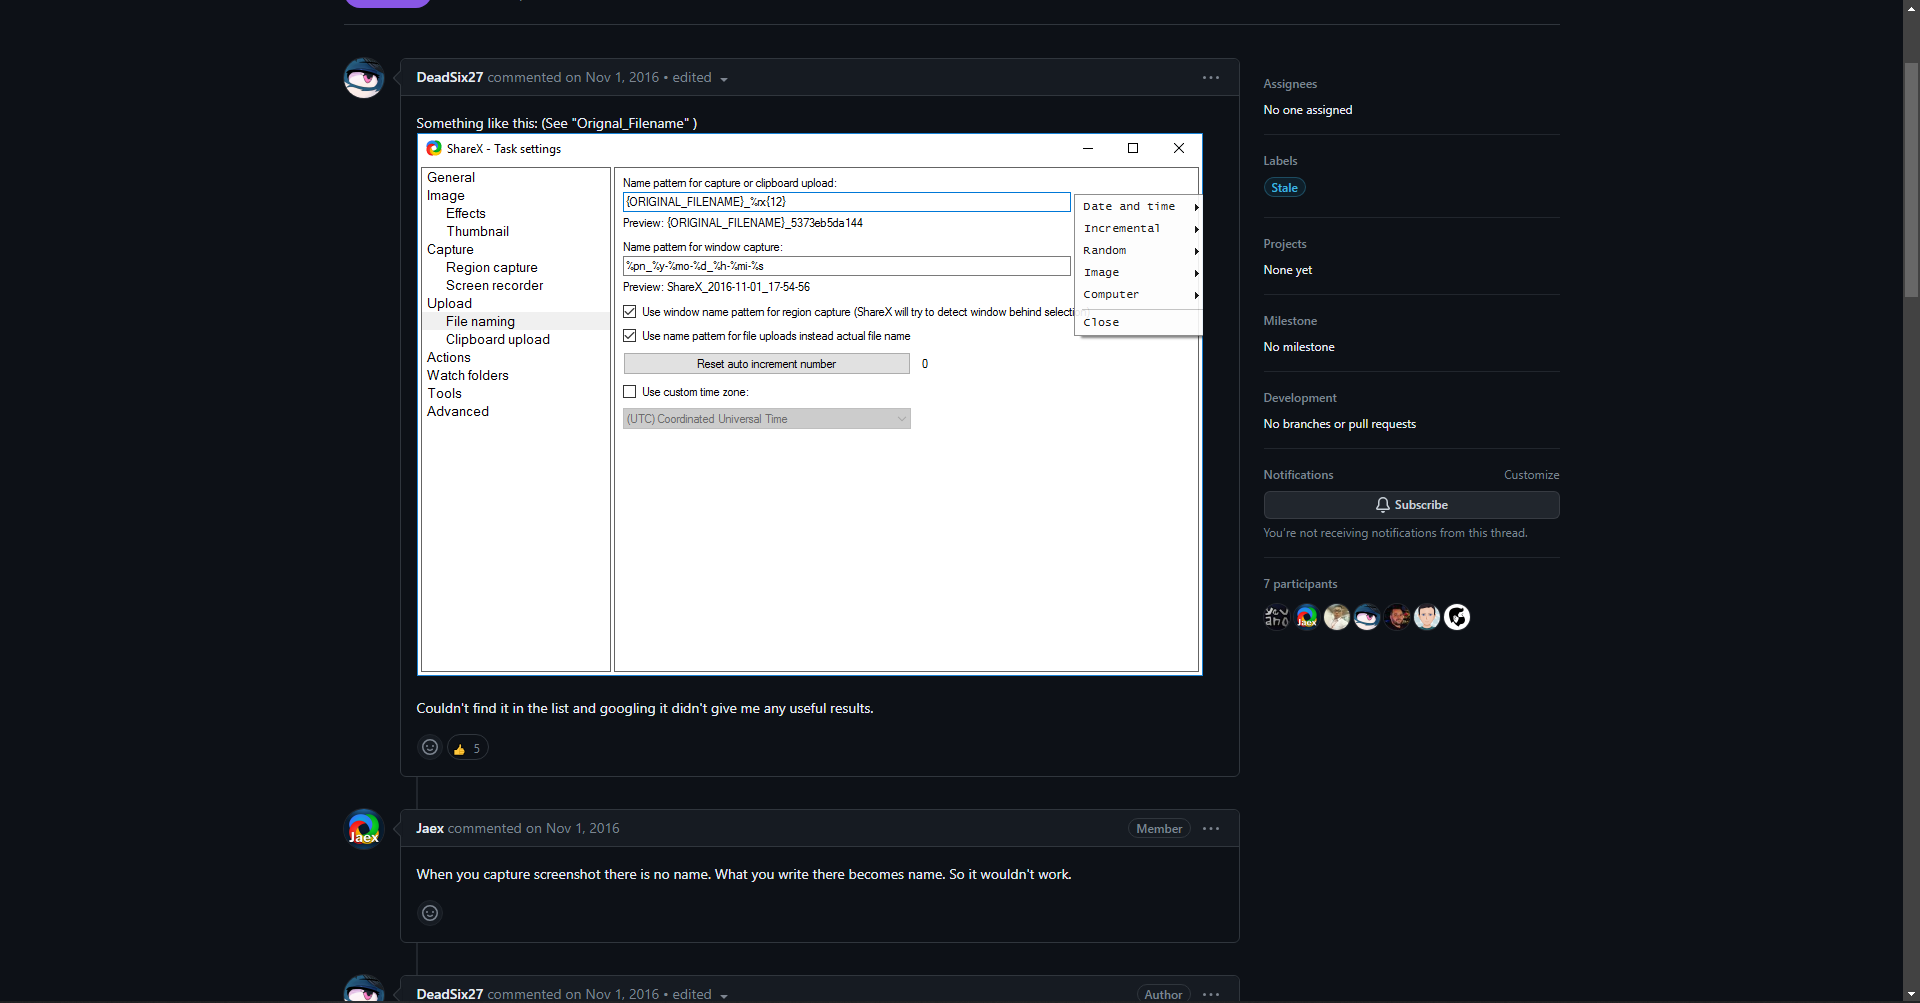 DeadSix27 commented on Nov 1, 2016 • edited
Something like this: (See "Orignal_Filename" )
ShareX - Task settings
General
Image
Effects
Thumbnail
Capture
Region capture
Screen recorder
Upload
File naming
Clipboard upload
Actions
Watch folders
Tools
Advanced
Name pattern for capture or clipboard upload:
{ORIGINAL_FILENAME}_%rx{12}
Preview: {ORIGINAL_FILENAME}_5373eb5da144
Name pattern for window capture:
%pn_%y-%mo-%d_%h-%mi-%s
Preview: ShareX_2016-11-01_17-54-56
Use window name pattern for region capture (ShareX will try to detect window behind selecti
Use name pattern for file uploads instead actual file name
Reset auto increment number 0
Use custom time zone:
(UTC) Coordinated Universal Time
Date and time
Incremental
Random
Image
Computer
Close
Couldn't find it in the list and googling it didn't give me any useful results.
5
Jaex
Jaex commented on Nov 1, 2016
Member
When you capture screenshot there is no name. What you write there becomes name. So it wouldn't work.
DeadSix27 commented on Nov 1, 2016 • edited
Author
Assignees
No one assigned
Labels
Stale
Projects
None yet
Milestone
No milestone
Development
No branches or pull requests
Notifications
Customize
Subscribe
You're not receiving notifications from this thread.
7 participants
Jaex